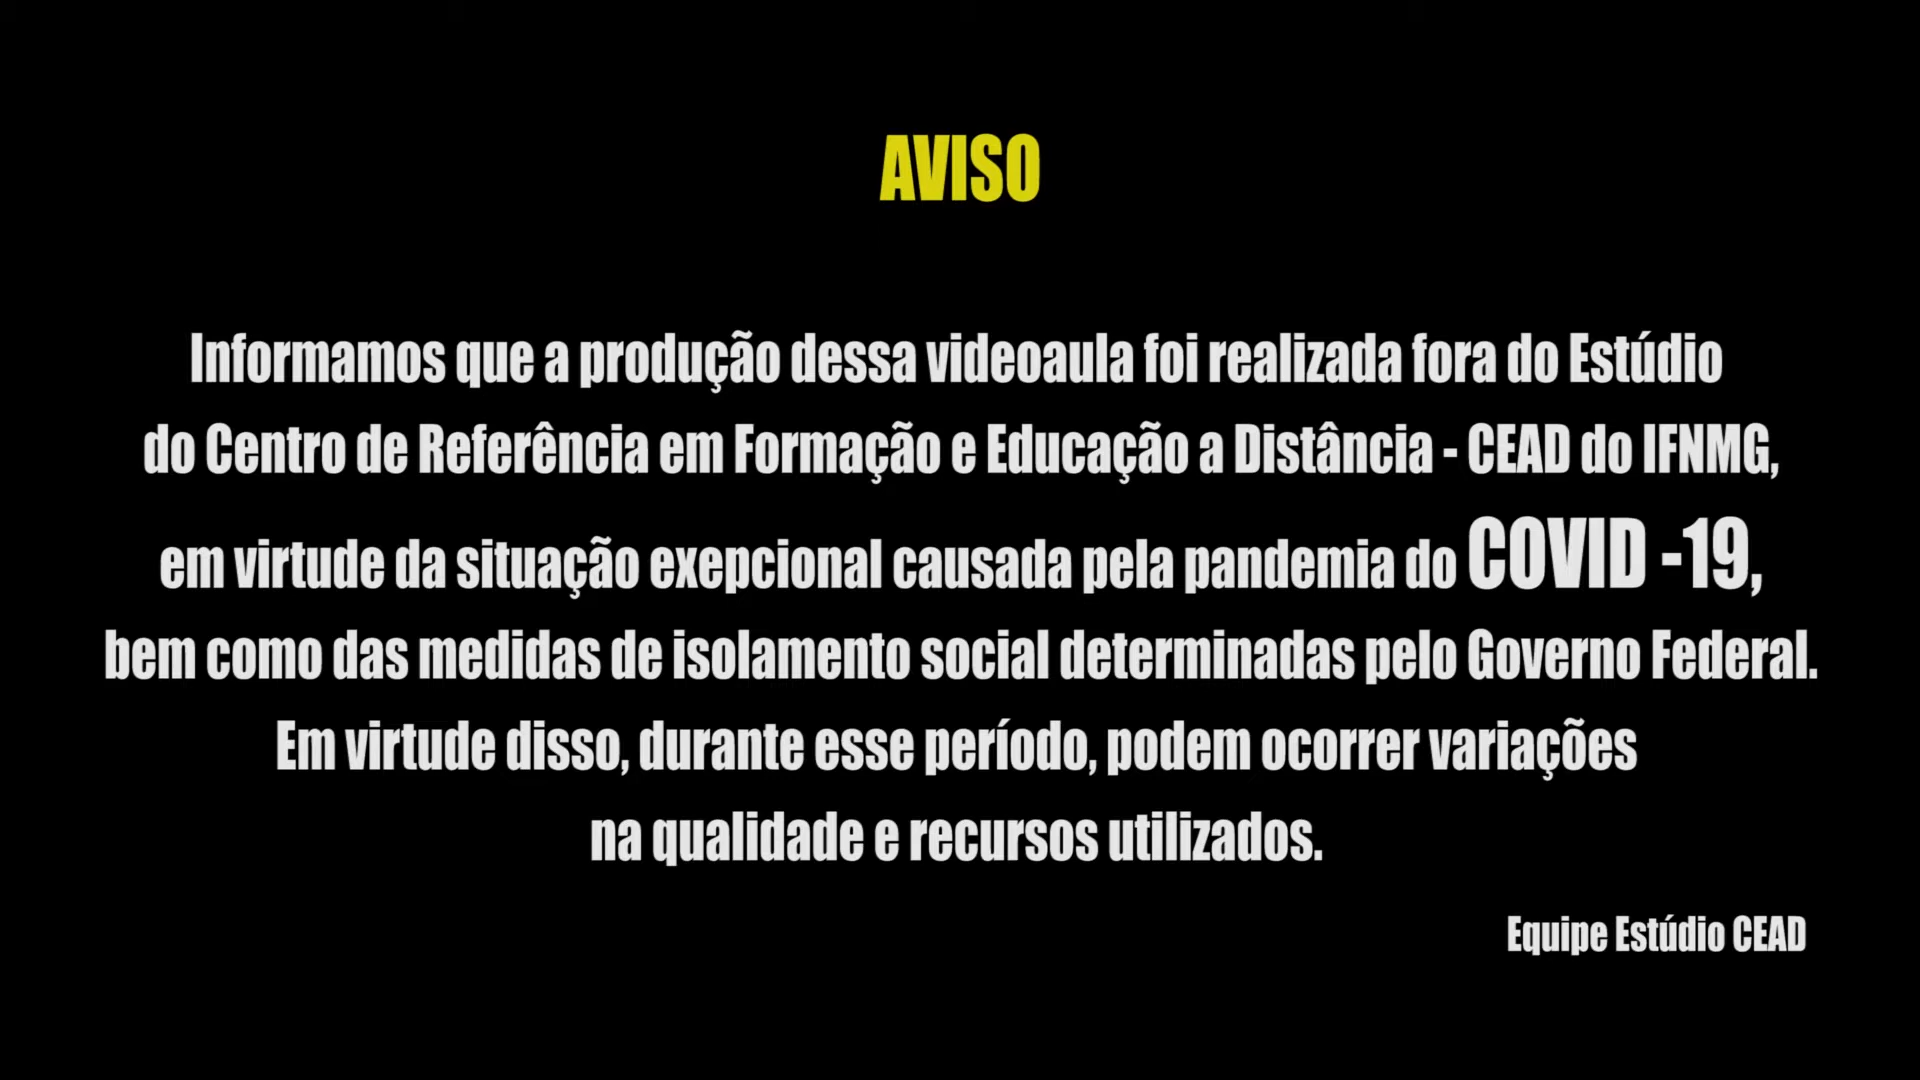 AVISO
Informamos que a produção dessa videoaula foi realizada fora do Estúdio
do Centro de Referência em Formação e Educação a Distância - CEAD do IFNMG,
em virtude da situação exepcional causada pela pandemia do COVID -19,
bem como das medidas de isolamento social determinadas pelo Governo Federal.
Em virtude disso, durante esse período, podem ocorrer variações
na qualidade e recursos utilizados.
Equipe Estúdio CEAD